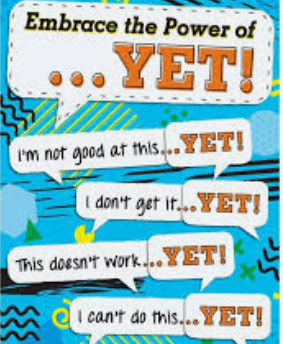 Embrace the Power of
...YET!
I'm not good at this...YET!
I don't get it...YET!
This doesn't work...YET!
I can't do this...YET!